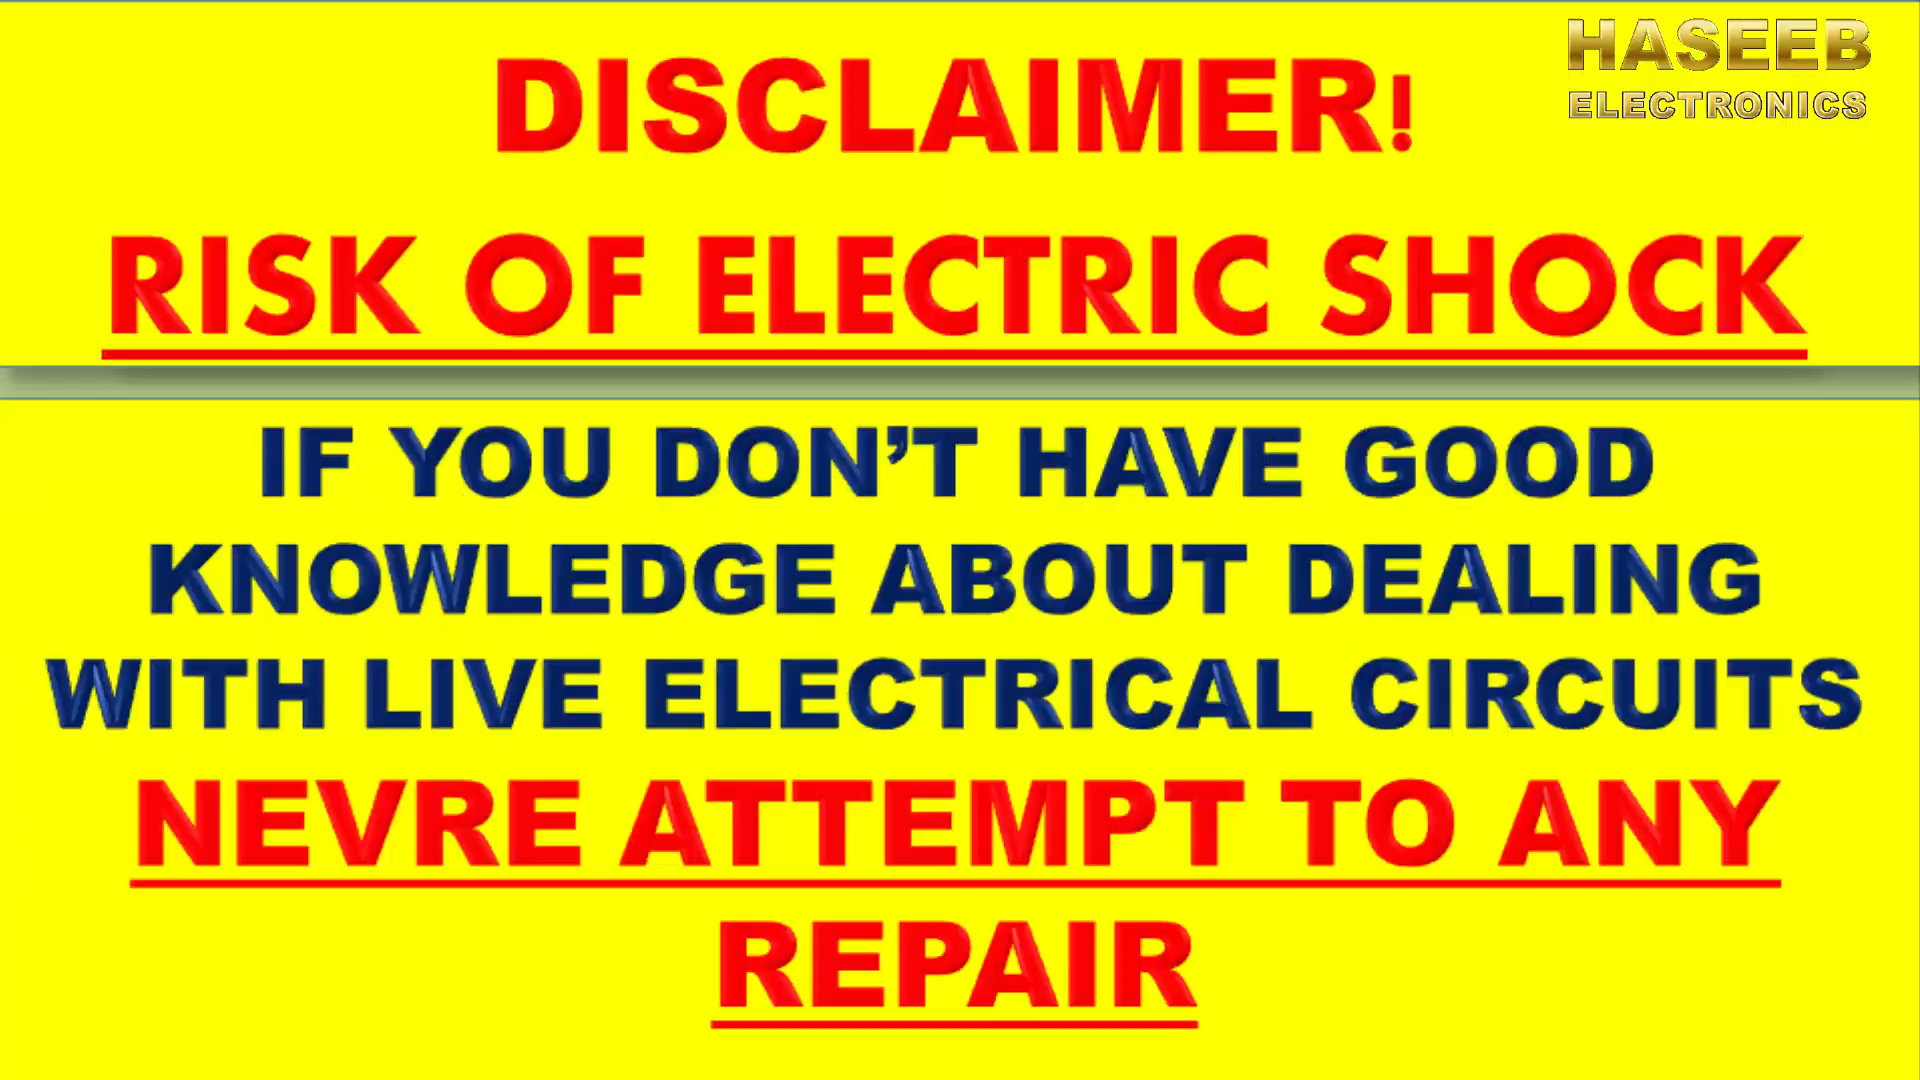 HASEEB
ELECTRONICS
DISCLAIMER!
RISK OF ELECTRIC SHOCK
IF YOU DON’T HAVE GOOD
KNOWLEDGE ABOUT DEALING
WITH LIVE ELECTRICAL CIRCUITS
NEVRE ATTEMPT TO ANY
REPAIR